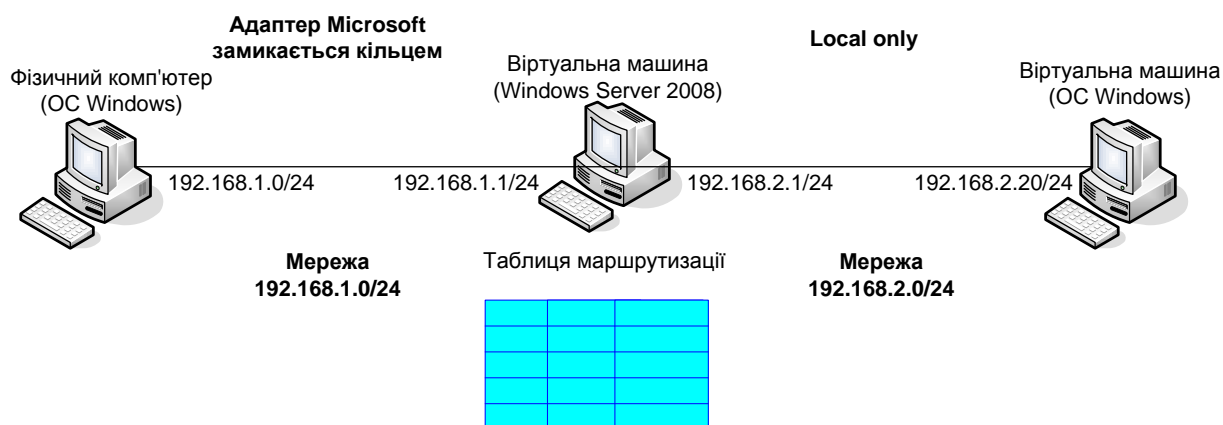 Адаптер Microsoft
замикається кільцем
Local only
Фізичний комп'ютер
(ОС Windows)
Віртуальна машина
(Windows Server 2008)
Віртуальна машина
(ОС Windows)
192.168.1.0/24
192.168.1.1/24
192.168.2.1/24
192.168.2.20/24
Мережа
192.168.1.0/24
Таблиця маршрутизації
Мережа
192.168.2.0/24